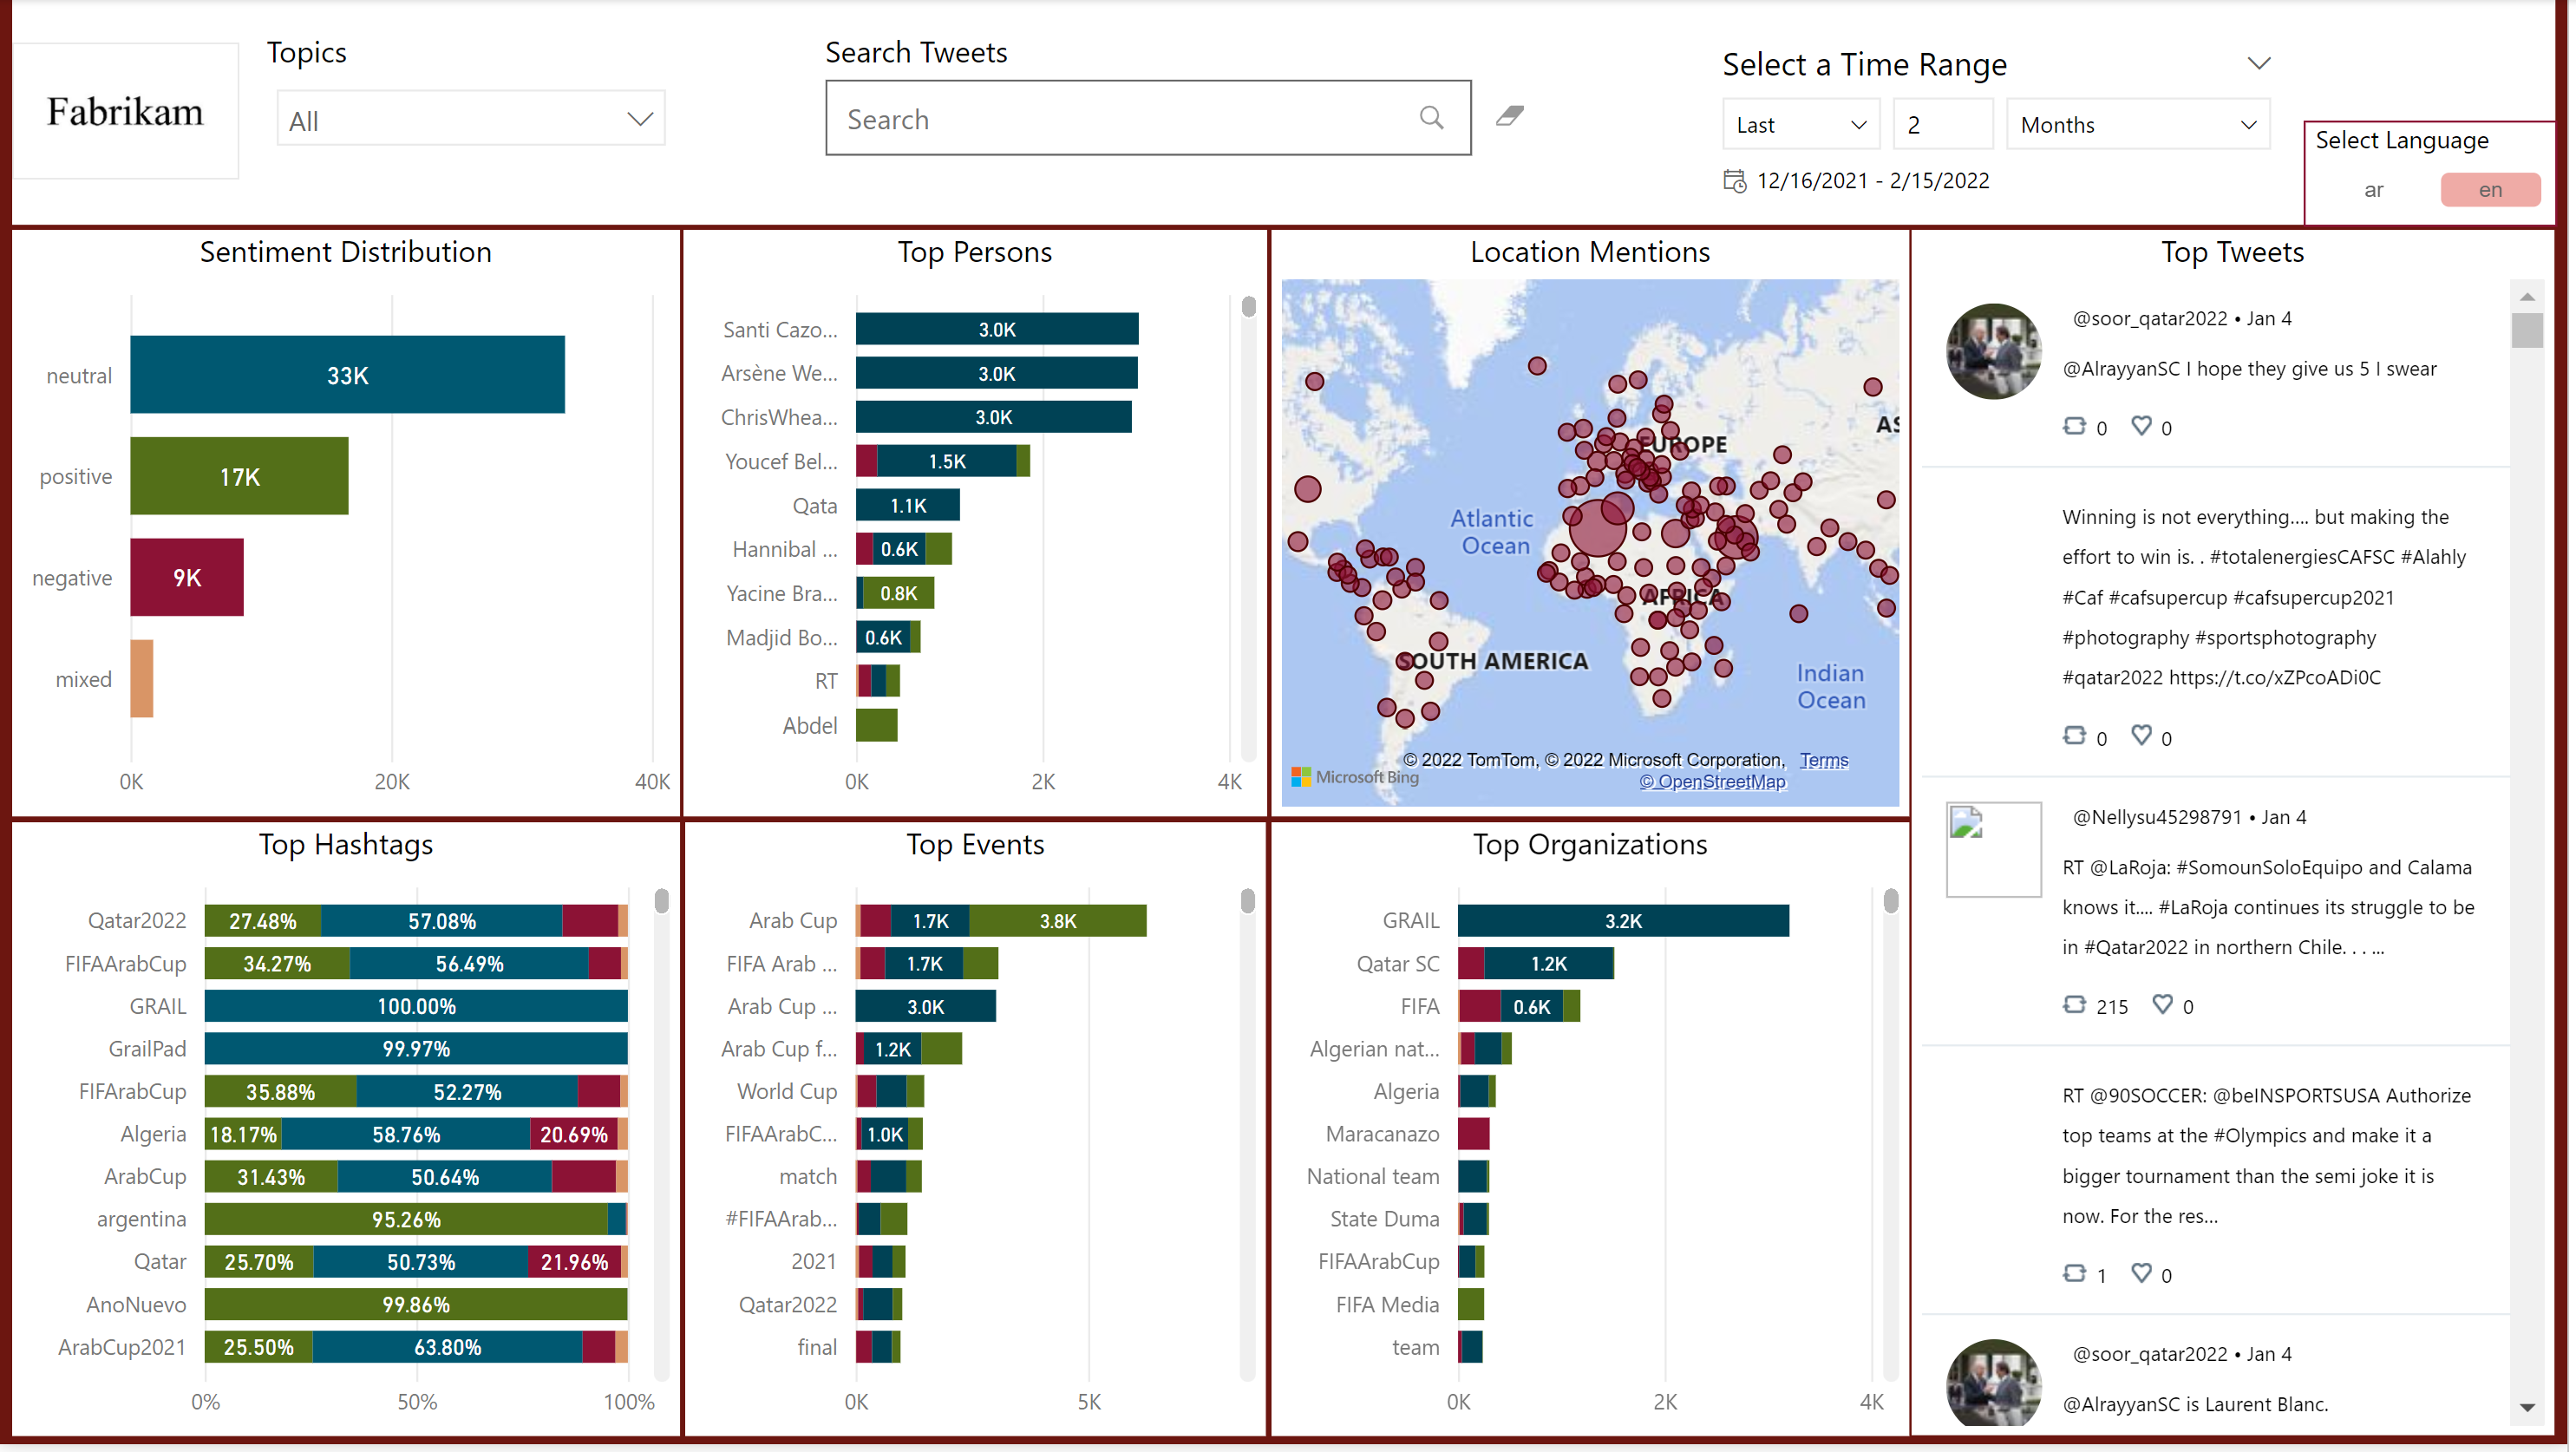 Fabrikam
Topics
All
Search Tweets
Search
Select a Time Range
Last
2
Months
12/16/2021 - 2/15/2022
Select Language
ar
en
Sentiment Distribution
neutral
33K
positive
17K
negative
9K
mixed
0K
20K
40K
Top Persons
Santi Cazo...
3.0K
Arsène We...
3.0K
ChrisWhea...
3.0K
Youcef Bel...
1.5K
Qata
1.1K
Hannibal ...
0.6K
Yacine Bra...
0.8K
Madjid Bo...
0.6K
RT
Abdel
0K
2K
4K
Location Mentions
EUROPE
AS
Atlantic
Ocean
AFRICA
SOUTH AMERICA
Indian
Ocean
© 2022 TomTom, © 2022 Microsoft Corporation, Terms
Microsoft Bing
© OpenStreetMap
Top Tweets
@soor_qatar2022 • Jan 4
@AlrayyanSC I hope they give us 5 I swear
0 0
Winning is not everything.... but making the
effort to win is. . #totalenergiesCAFSC #Alahly
#Caf #cafsupercup #cafsupercup2021
#photography #sportsphotography
#qatar2022 https://t.co/xZPcoADi0C
0 0
@Nellysu45298791 • Jan 4
RT @LaRoja: #SomounSoloEquipo and Calama
knows it.... #LaRoja continues its struggle to be
in #Qatar2022 in northern Chile. . . ...
215 0
RT @90SOCCER: @beINSPORTSUSA Authorize
top teams at the #Olympics and make it a
bigger tournament than the semi joke it is
now. For the res...
1 0
@soor_qatar2022 • Jan 4
@AlrayyanSC is Laurent Blanc.
Top Hashtags
Qatar2022
27.48% 57.08%
FIFAArabCup
34.27% 56.49%
GRAIL
100.00%
GrailPad
99.97%
FIFArabCup
35.88% 52.27%
Algeria
18.17% 58.76% 20.69%
ArabCup
31.43% 50.64%
argentina
95.26%
Qatar
25.70% 50.73% 21.96%
AnoNuevo
99.86%
ArabCup2021
25.50% 63.80%
0%
50%
100%
Top Events
Arab Cup
1.7K 3.8K
FIFA Arab ...
1.7K
Arab Cup ...
3.0K
Arab Cup f...
1.2K
World Cup
FIFAArabC...
1.0K
match
#FIFAArab...
2021
Qatar2022
final
0K
5K
Top Organizations
GRAIL
3.2K
Qatar SC
1.2K
FIFA
0.6K
Algerian nat...
Algeria
Maracanazo
National team
State Duma
FIFAArabCup
FIFA Media
team
0K
2K
4K